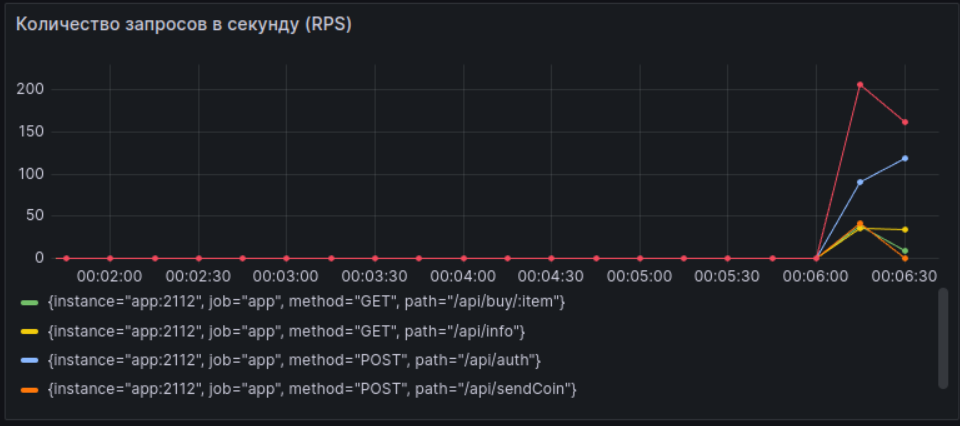 Количество запросов в секунду (RPS)
200
150
100
50
0
00:02:00 00:02:30 00:03:00 00:03:30 00:04:00 00:04:30 00:05:00 00:05:30 00:06:00 00:06:30
{instance="app:2112", job="app", method="GET", path="/api/buy/:item"}
{instance="app:2112", job="app", method="GET", path="/api/info"}
{instance="app:2112", job="app", method="POST", path="/api/auth"}
{instance="app:2112", job="app", method="POST", path="/api/sendCoin"}